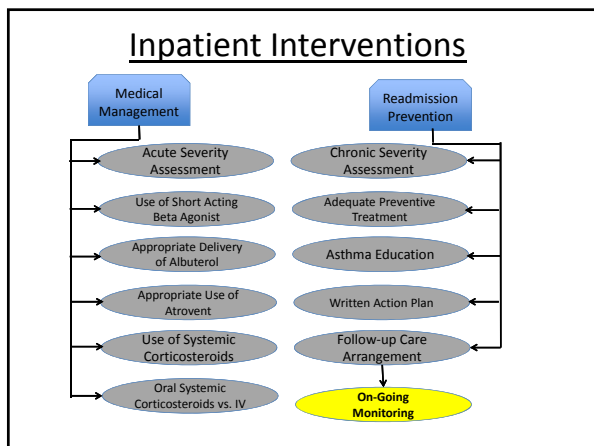 Inpatient Interventions
Medical
Management
Acute Severity
Assessment
Use of Short Acting
Beta Agonist
Appropriate Delivery
of Albuterol
Appropriate Use of
Atrovent
Use of Systemic
Corticosteroids
Oral Systemic
Corticosteroids vs. IV
Readmission
Prevention
Chronic Severity
Assessment
Adequate Preventive
Treatment
Asthma Education
Written Action Plan
Follow-up Care
Arrangement
On-Going
Monitoring